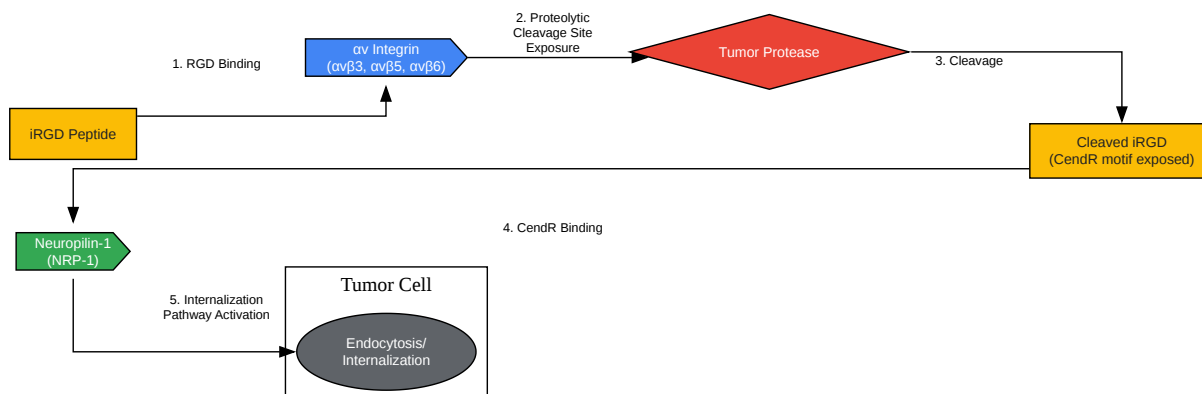 2. Proteolytic
Cleavage Site
Exposure
αv Integrin
(αvβ3, αvβ5, αvβ6)
Tumor Protease
1. RGD Binding
3. Cleavage
iRGD Peptide
Cleaved iRGD
(CendR motif exposed)
4. CendR Binding
Neuropilin-1
(NRP-1)
Tumor Cell
5. Internalization
Pathway Activation
Endocytosis/
Internalization